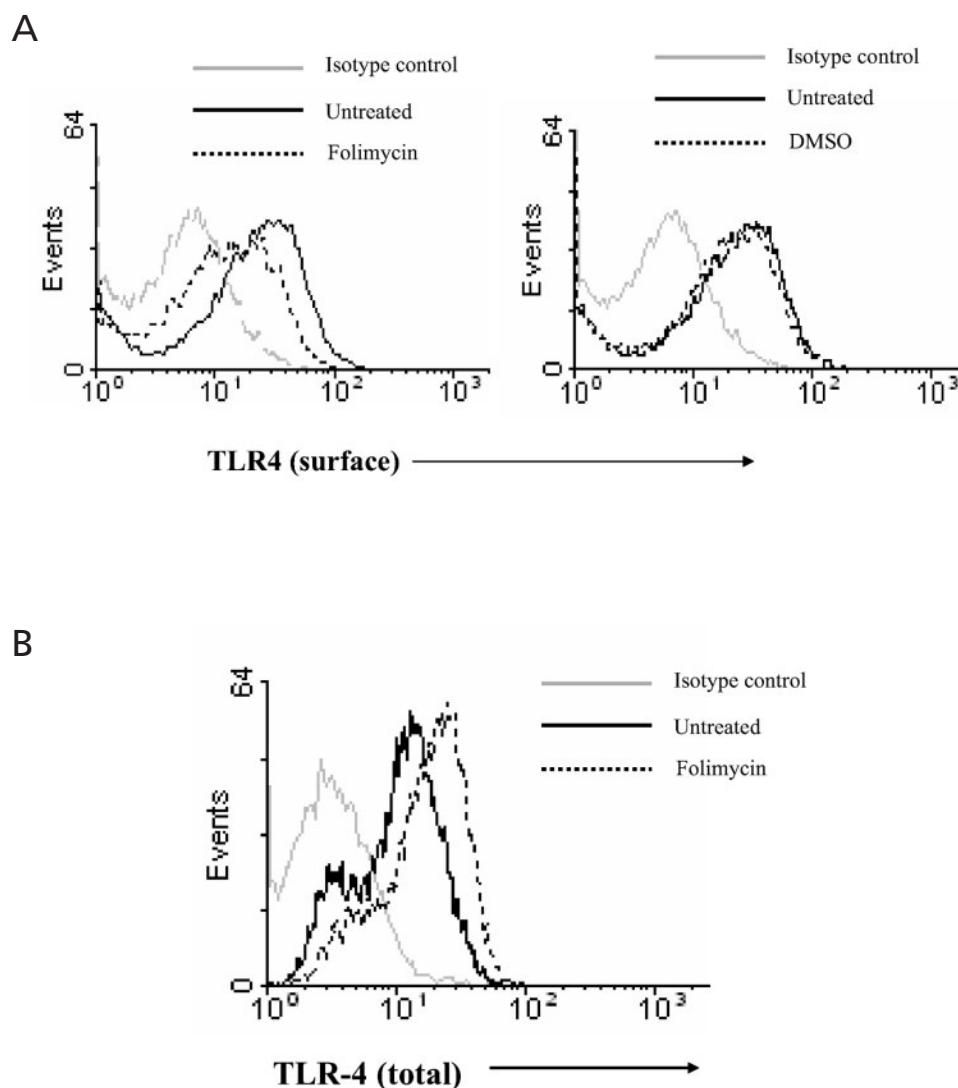 A
Isotype control
Untreated
Folimycin
64
Events
0
10⁰ 10¹ 10² 10³
Isotype control
Untreated
DMSO
64
Events
0
10⁰ 10¹ 10² 10³
TLR4 (surface)
B
Isotype control
Untreated
Folimycin
64
Events
0
10⁰ 10¹ 10² 10³
TLR-4 (total)